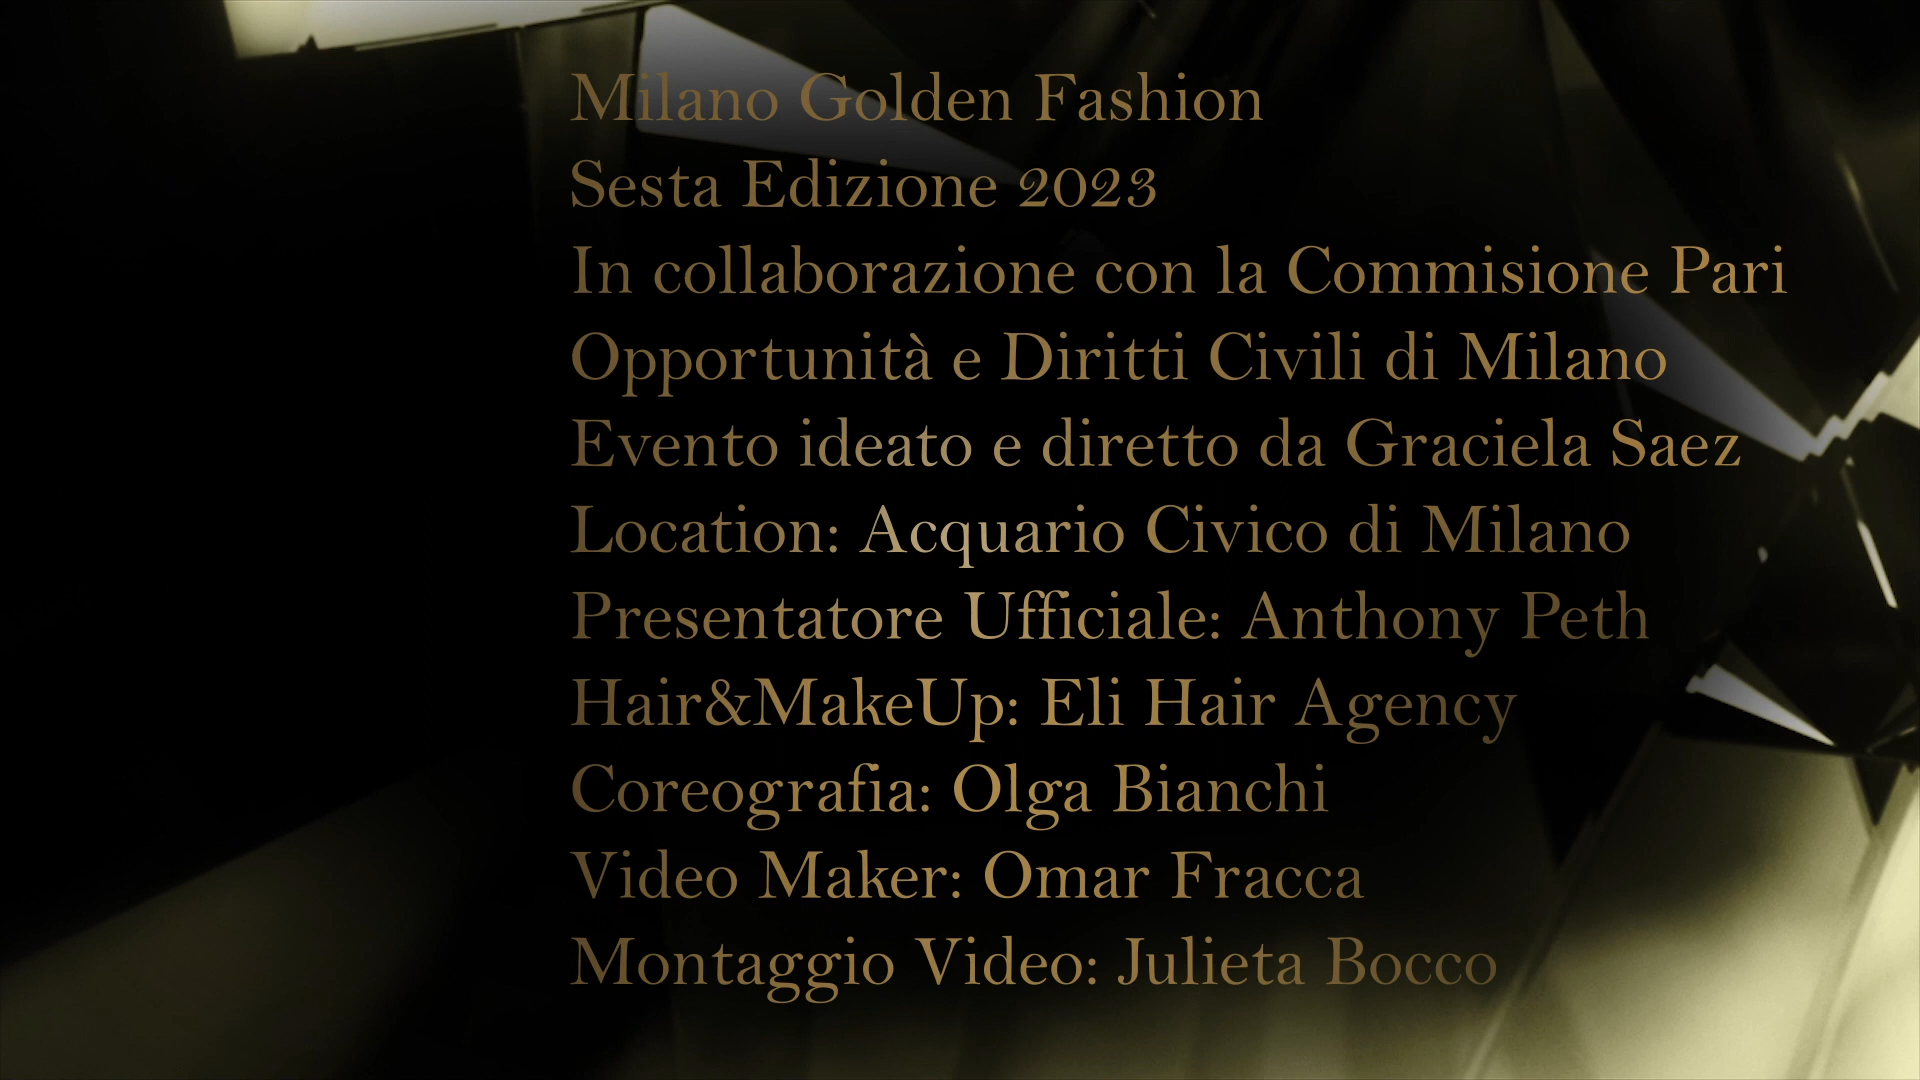 Milano Golden Fashion
Sesta Edizione 2023
In collaborazione con la Commisione Pari
Opportunità e Diritti Civili di Milano
Evento ideato e diretto da Graciela Saez
Location: Acquario Civico di Milano
Presentatore Ufficiale: Anthony Peth
Hair&MakeUp: Eli Hair Agency
Coreografia: Olga Bianchi
Video Maker: Omar Fracca
Montaggio Video: Julieta Bocco